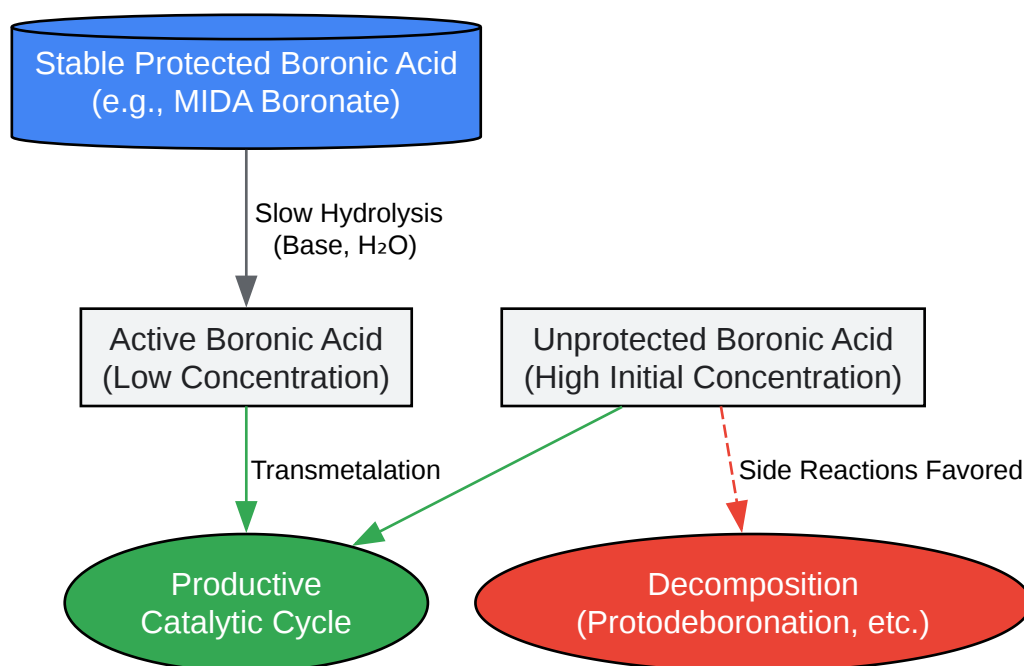 Stable Protected Boronic Acid
(e.g., MIDA Boronate)
Slow Hydrolysis
(Base, H₂O)
Active Boronic Acid
(Low Concentration)
Unprotected Boronic Acid
(High Initial Concentration)
Transmetalation
Side Reactions Favored
Productive
Catalytic Cycle
Decomposition
(Protodeboronation, etc.)